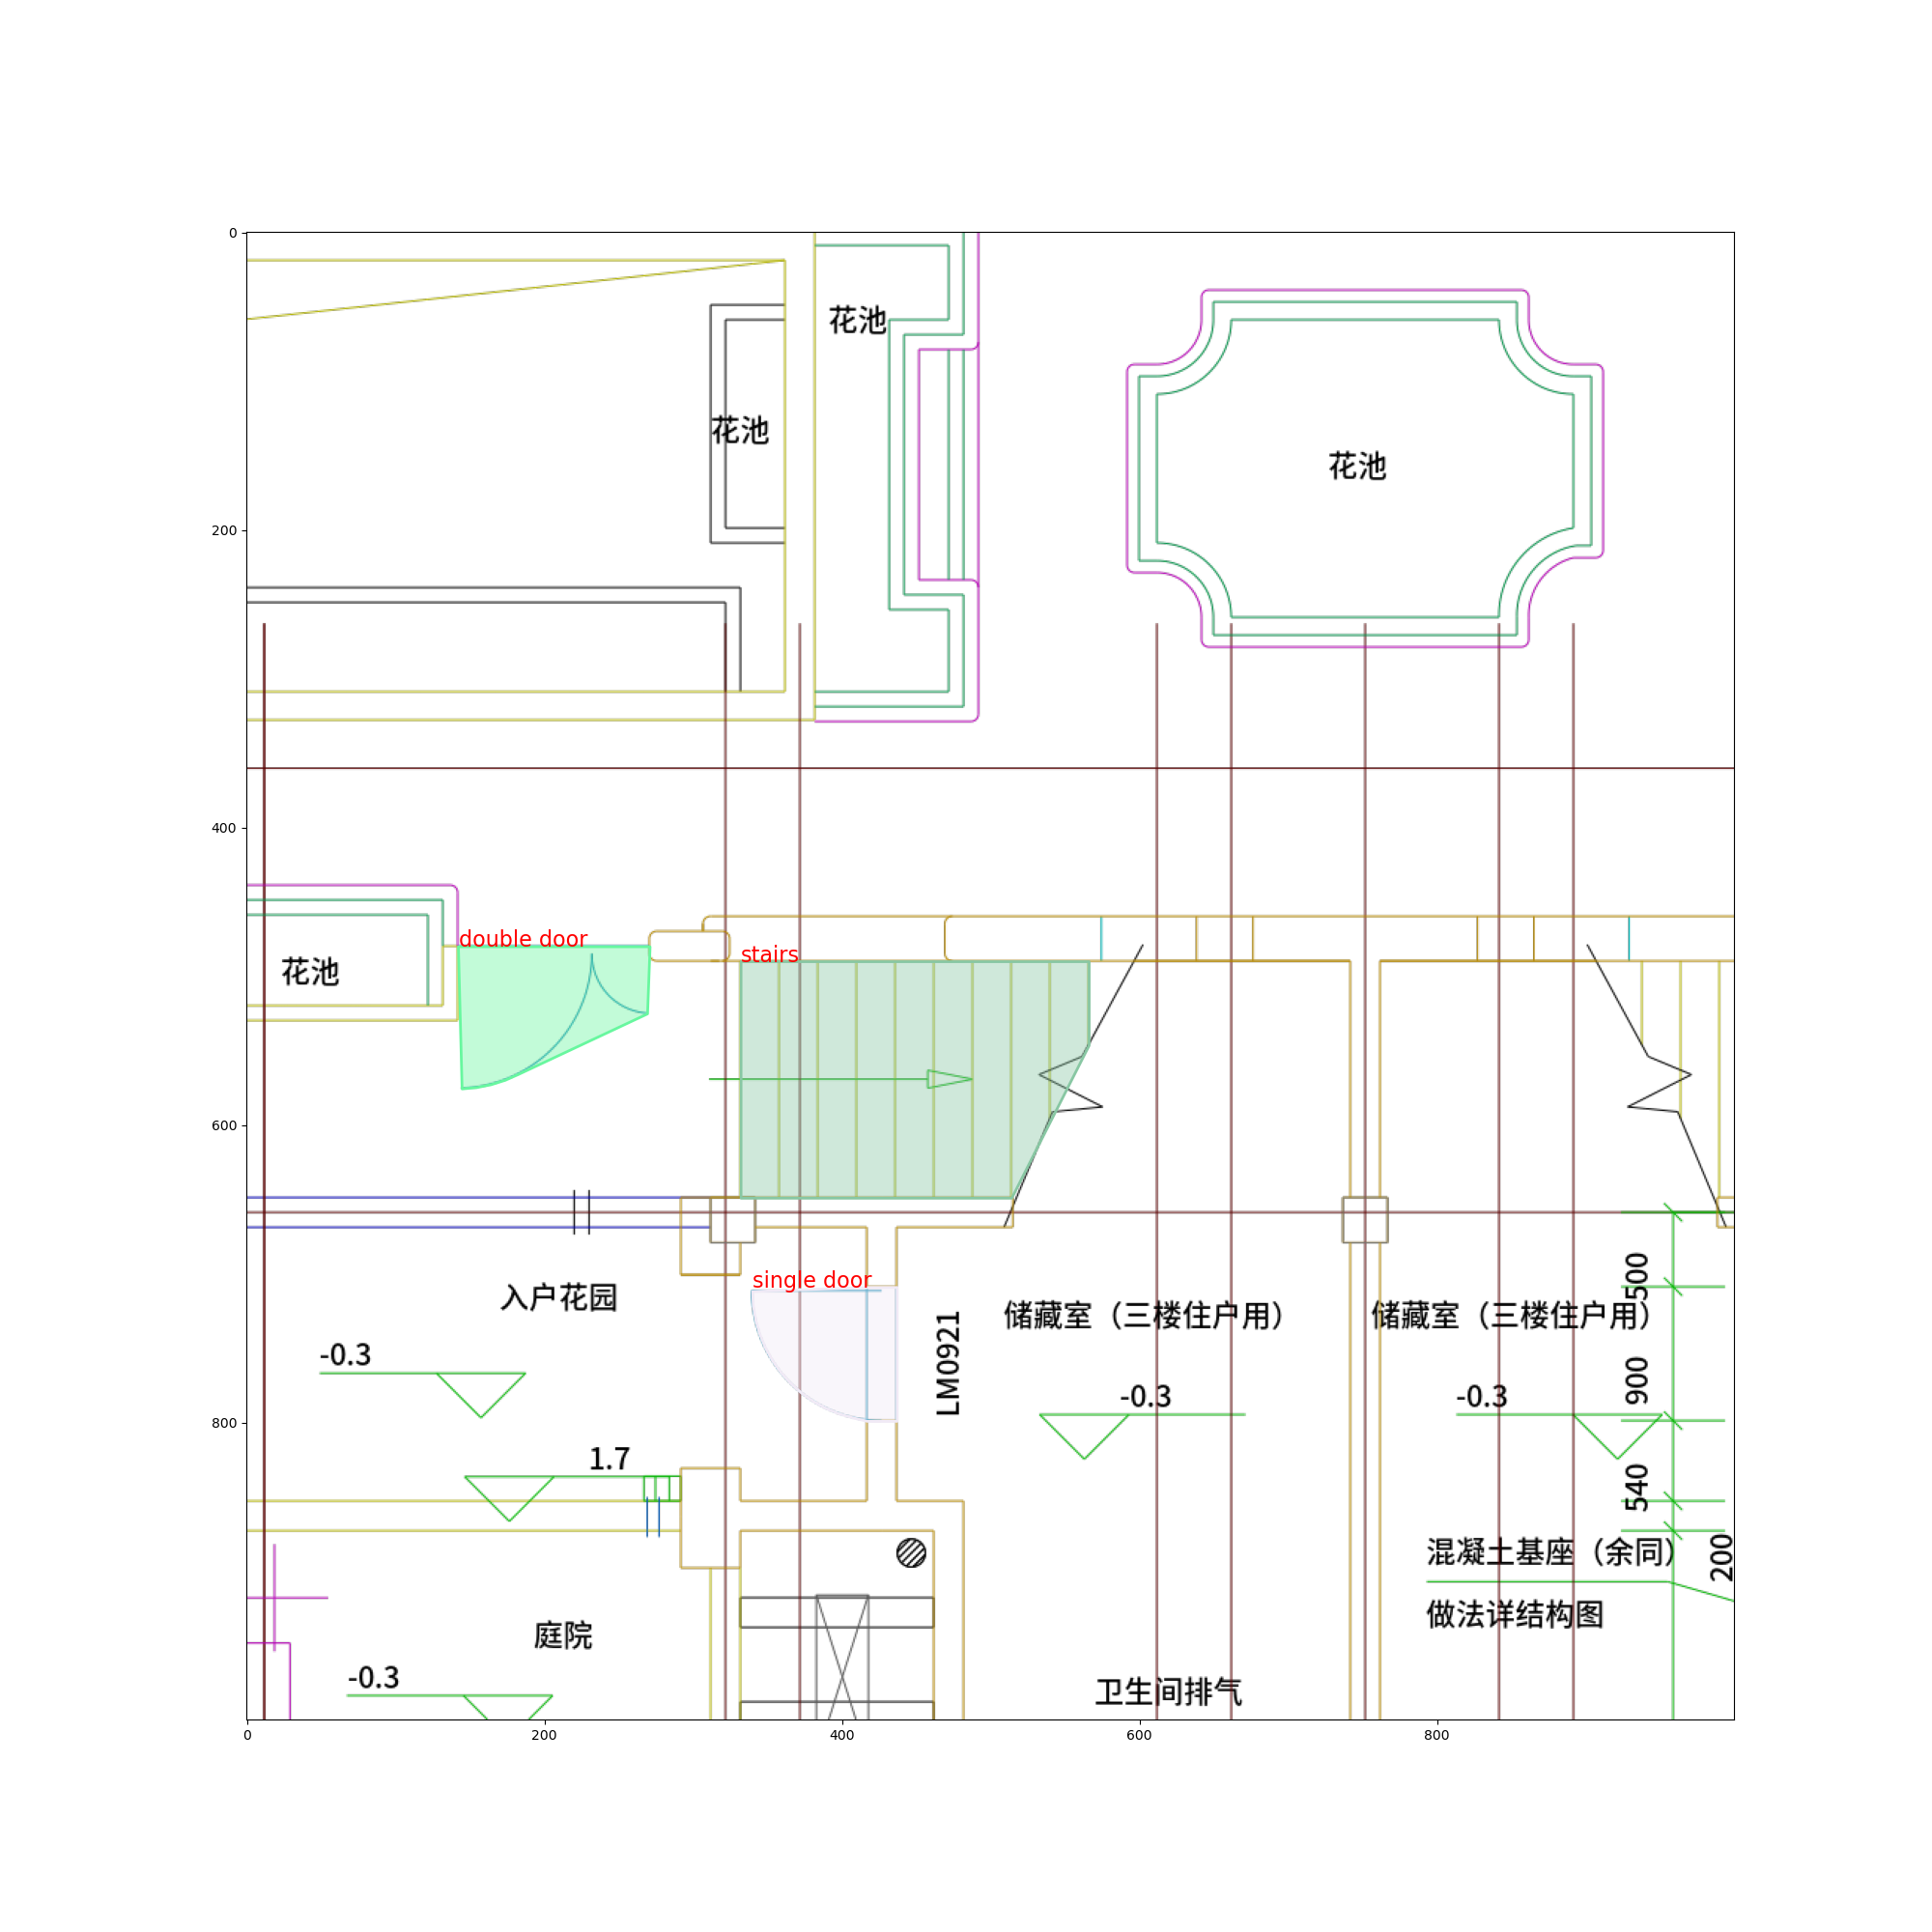 0
花池
花池
花池
200
400
double door
stairs
花池
600
single door
入户花园
LM0921
储藏室（三楼住户用）
储藏室（三楼住户用）
500
-0.3
-0.3
-0.3
900
800
1.7
540
混凝土基座（余同）
200
做法详结构图
庭院
-0.3
卫生间排气
0
200
400
600
800